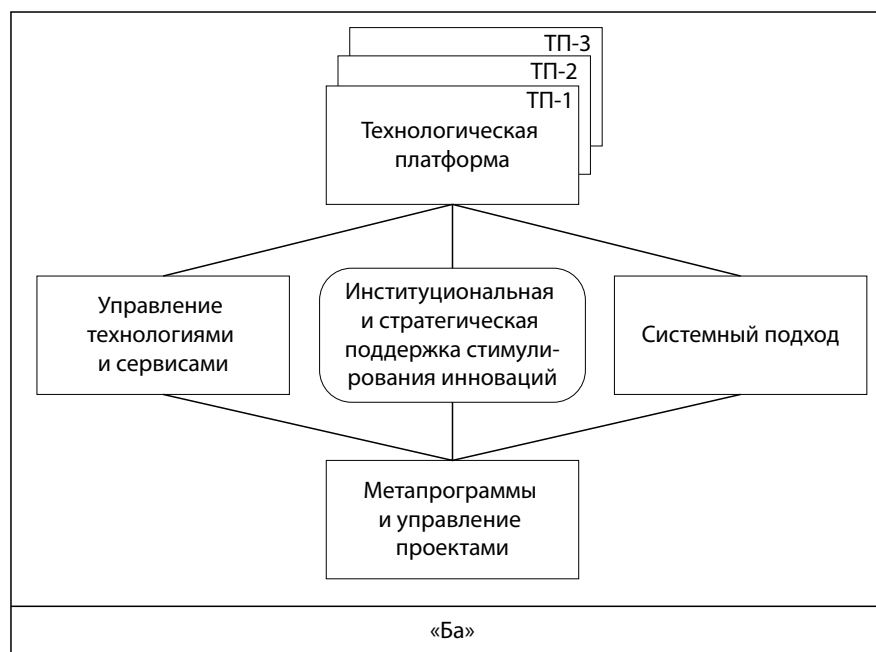 ТП-3
ТП-2
ТП-1
Технологическая
платформа
Управление
технологиями
и сервисами
Институциональная
и стратегическая
поддержка стимули-
рования инноваций
Системный подход
Метапрограммы
и управление
проектами
«Ба»